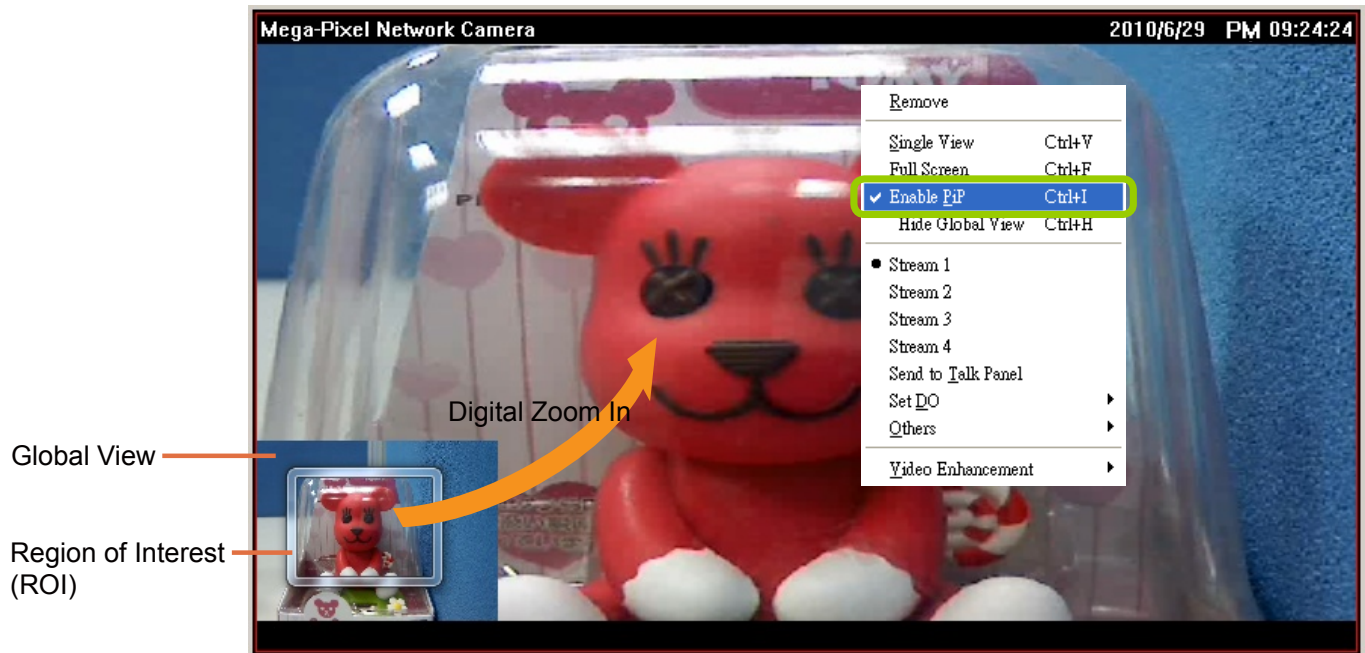 Mega-Pixel Network Camera 2010/6/29 PM 09:24:24
Remove
Single View Ctrl+V
Full Screen Ctrl+F
Enable PiP Ctrl+I
Hide Global View Ctrl+H
Stream 1
Stream 2
Stream 3
Stream 4
Send to Talk Panel
Set DO
Others
Video Enhancement
Digital Zoom In
Global View
Region of Interest
(ROI)